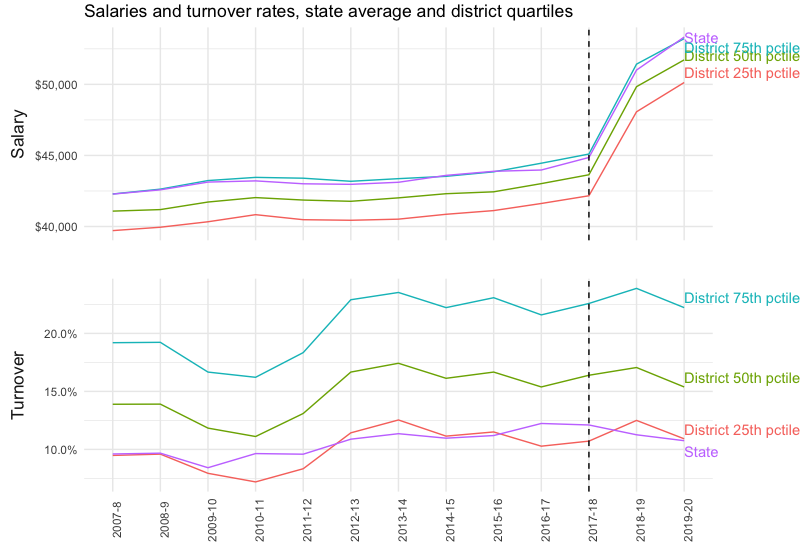 Salaries and turnover rates, state average and district quartiles
Salary
$50,000
$45,000
$40,000
State
District 75th pctile
District 50th pctile
District 25th pctile
Turnover
20.0%
15.0%
10.0%
District 75th pctile
District 50th pctile
District 25th pctile
State
2007-8
2008-9
2009-10
2010-11
2011-12
2012-13
2013-14
2014-15
2015-16
2016-17
2017-18
2018-19
2019-20